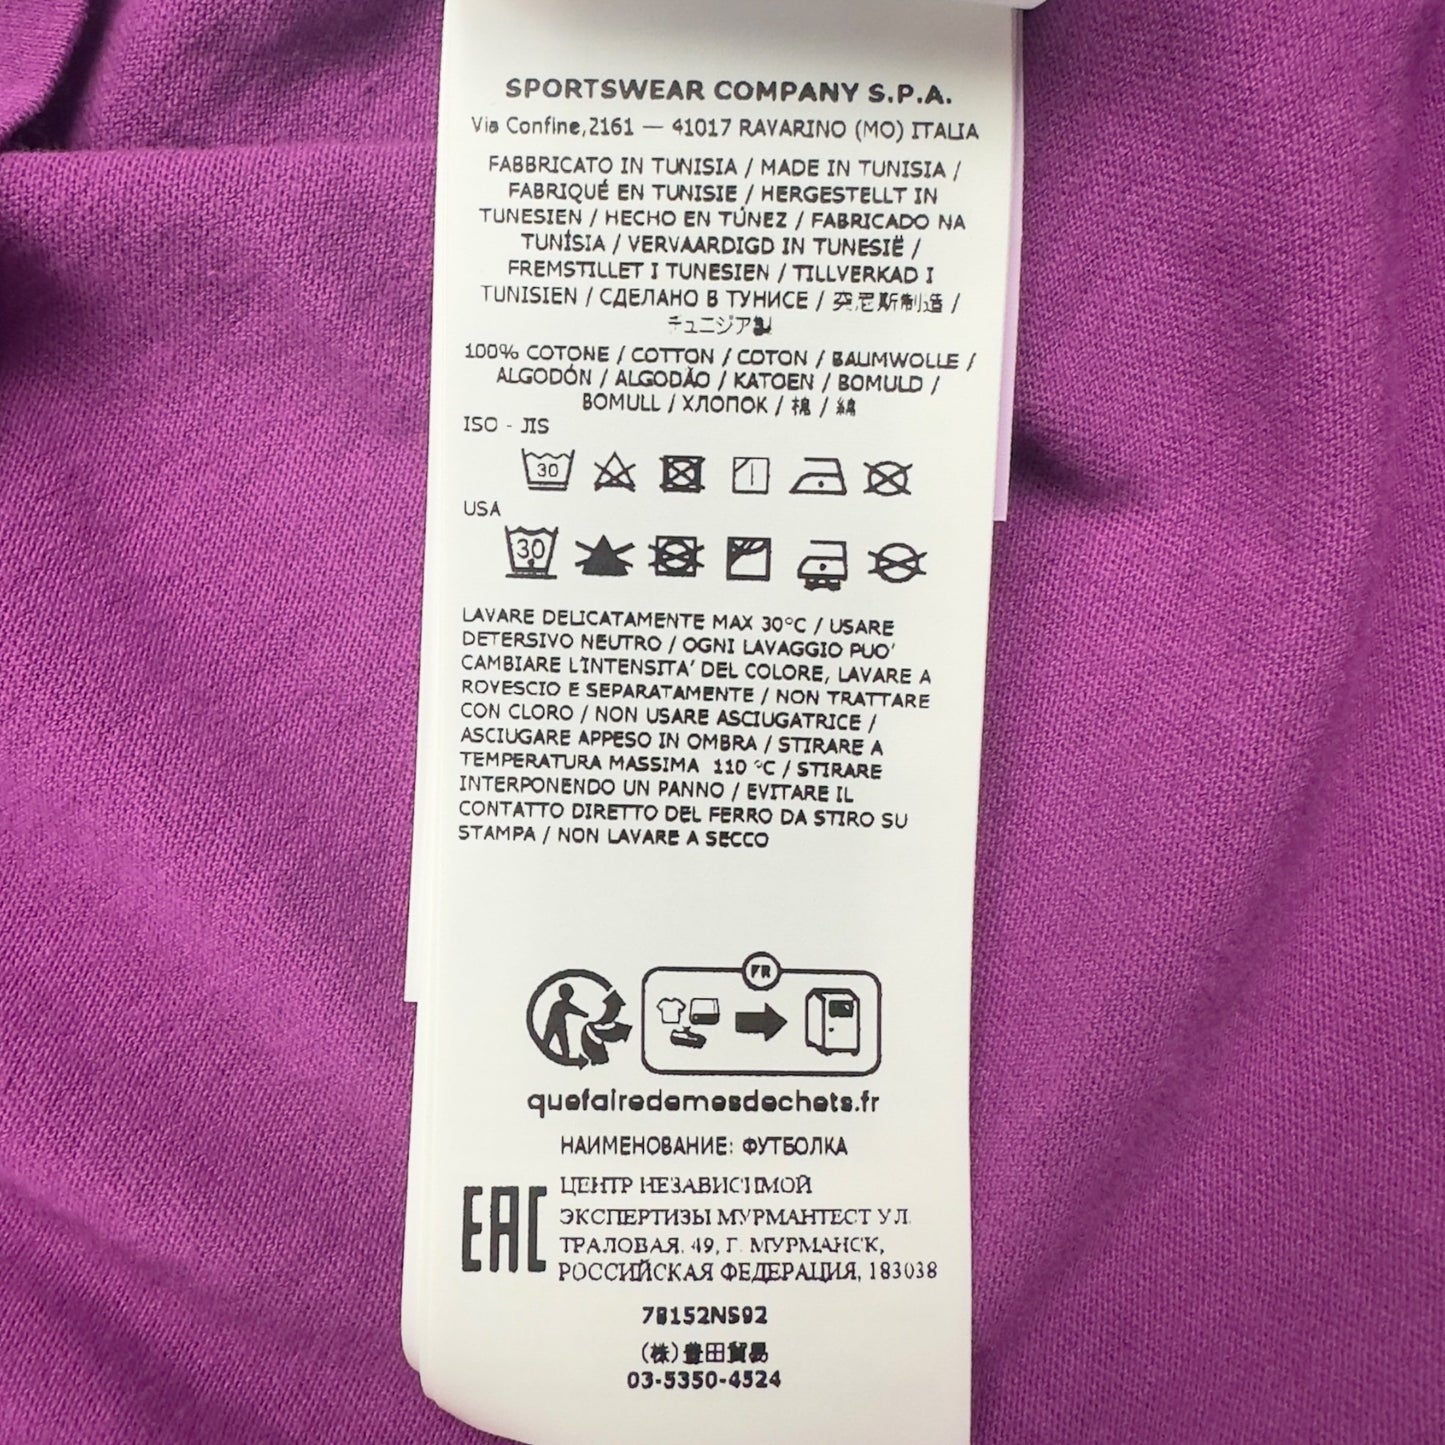 SPORTSWEAR COMPANY S.P.A.
Via Confine,2161 — 41017 RAVARINO (MO) ITALIA
FABBRICATO IN TUNISIA / MADE IN TUNISIA /
FABRIQUÉ EN TUNISIE / HERGESTELLT IN
TUNESIEN / HECHO EN TÚNEZ / FABRICADO NA
TUNÍSIA / VERVAARDIGD IN TUNESIË /
FREMSTILLET I TUNESIEN / TILLVERKAD I
TUNISIEN / СДЕЛАНО В ТУНИСЕ / 突尼斯制造 /
チュニジア製
100% COTONE / COTTON / COTON / BAUMWOLLE /
ALGODÓN / ALGODÃO / KATOEN / BOMULD /
BOMULL / ХЛОПОК / 棉 / 綿
ISO - JIS
30
USA
30
LAVARE DELICATAMENTE MAX 30°C / USARE
DETERSIVO NEUTRO / OGNI LAVAGGIO PUO'
CAMBIARE L'INTENSITA' DEL COLORE, LAVARE A
ROVESCIO E SEPARATAMENTE / NON TRATTARE
CON CLORO / NON USARE ASCIUGATRICE /
ASCIUGARE APPESO IN OMBRA / STIRARE A
TEMPERATURA MASSIMA 110 °C / STIRARE
INTERPONENDO UN PANNO / EVITARE IL
CONTATTO DIRETTO DEL FERRO DA STIRO SU
STAMPA / NON LAVARE A SECCO
FR
quefairedemesdechets.fr
НАИМЕНОВАНИЕ: ФУТБОЛКА
EAC
ЦЕНТР НЕЗАВИСИМОЙ
ЭКСПЕРТИЗЫ МУРМАНТЕСТ УЛ.
ТРАЛОВАЯ, 49, Г. МУРМАНСК,
РОССИЙСКАЯ ФЕДЕРАЦИЯ, 183038
78152NS92
(株)豊田貿易
03-5350-4524